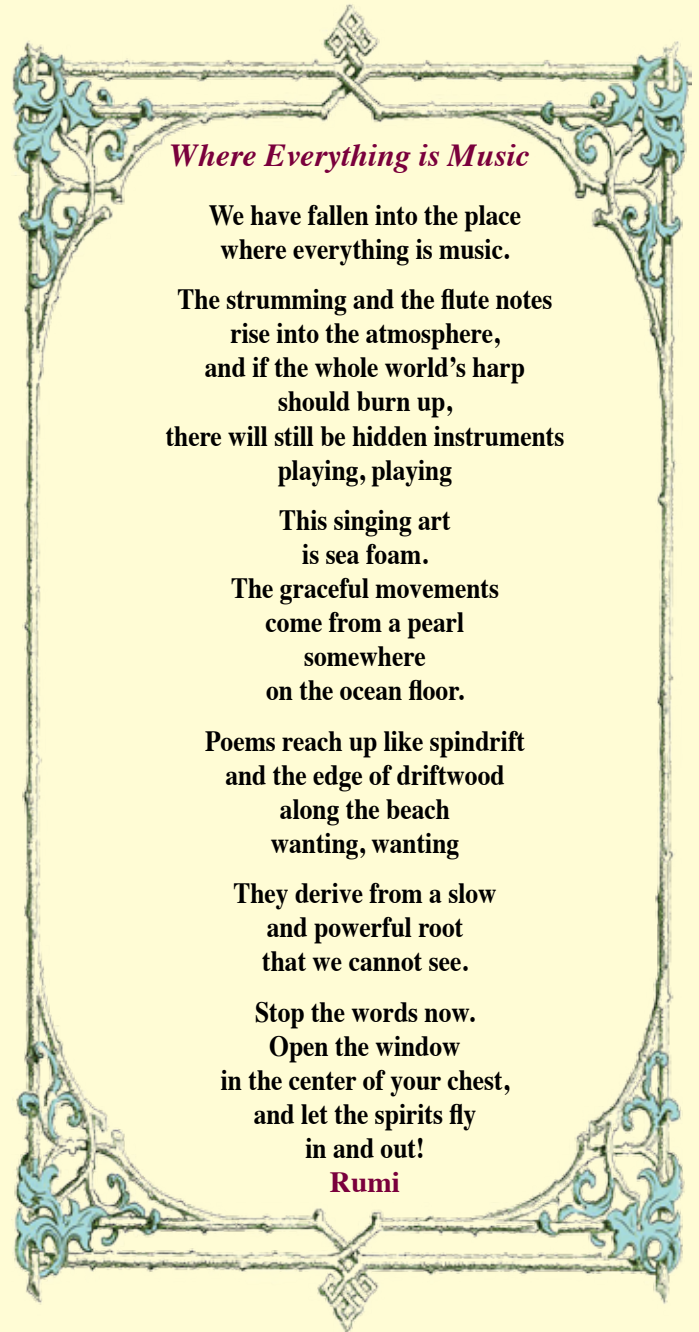 Where Everything is Music
We have fallen into the place
where everything is music.
The strumming and the flute notes
rise into the atmosphere,
and if the whole world’s harp
should burn up,
there will still be hidden instruments
playing, playing
This singing art
is sea foam.
The graceful movements
come from a pearl
somewhere
on the ocean floor.
Poems reach up like spindrift
and the edge of driftwood
along the beach
wanting, wanting
They derive from a slow
and powerful root
that we cannot see.
Stop the words now.
Open the window
in the center of your chest,
and let the spirits fly
in and out!
Rumi